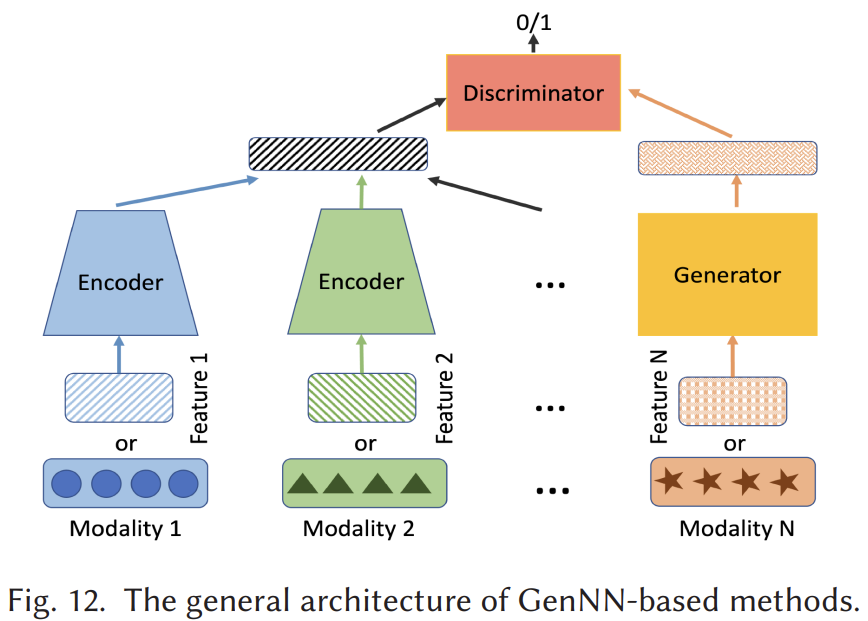 0/1
Discriminator
Encoder
Encoder
...
Generator
Feature 1
Feature 2
...
Feature N
or
or
or
...
Modality 1
Modality 2
Modality N
Fig. 12. The general architecture of GenNN-based methods.